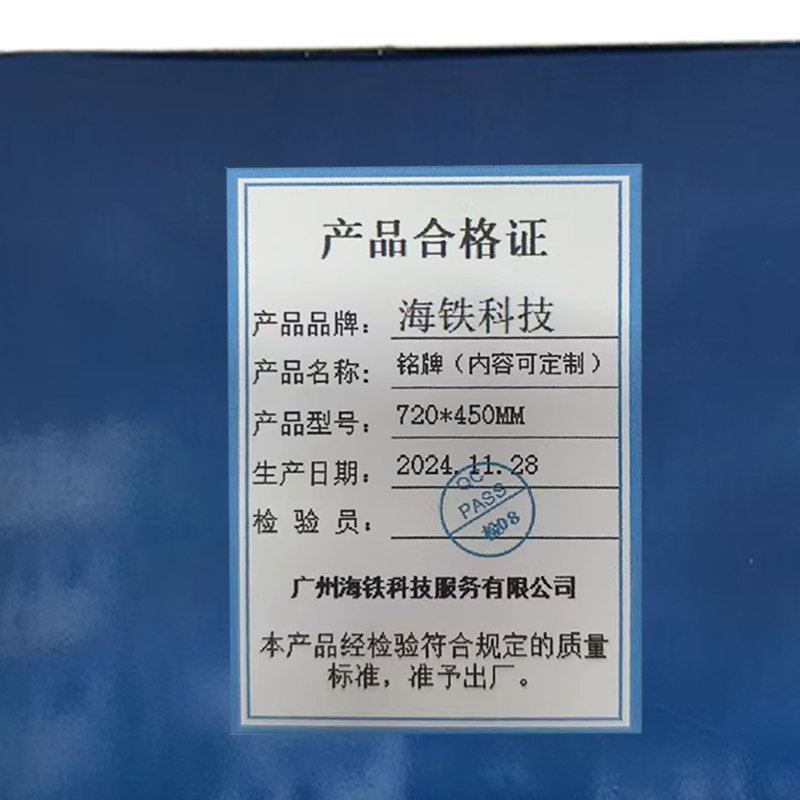 产品合格证
产品品牌：海铁科技
产品名称：铭牌（内容可定制）
产品型号：720*450MM
生产日期：2024.11.28
检 验 员：
QC
PASS
检08
广州海铁科技服务有限公司
本产品经检验符合规定的质量
标准，准予出厂。